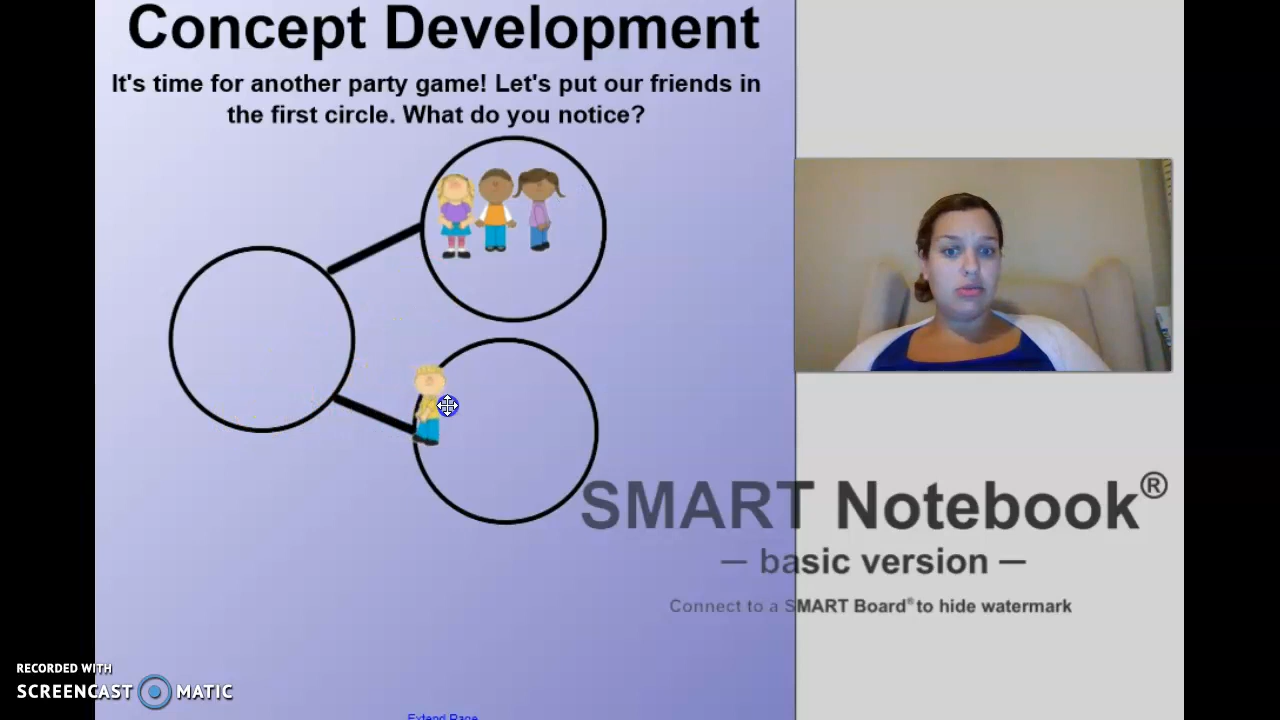 Concept Development
It's time for another party game! Let's put our friends in
the first circle. What do you notice?
SMART Notebook®
— basic version —
Connect to a SMART Board® to hide watermark
RECORDED WITH
SCREENCAST MATIC
Extend Page